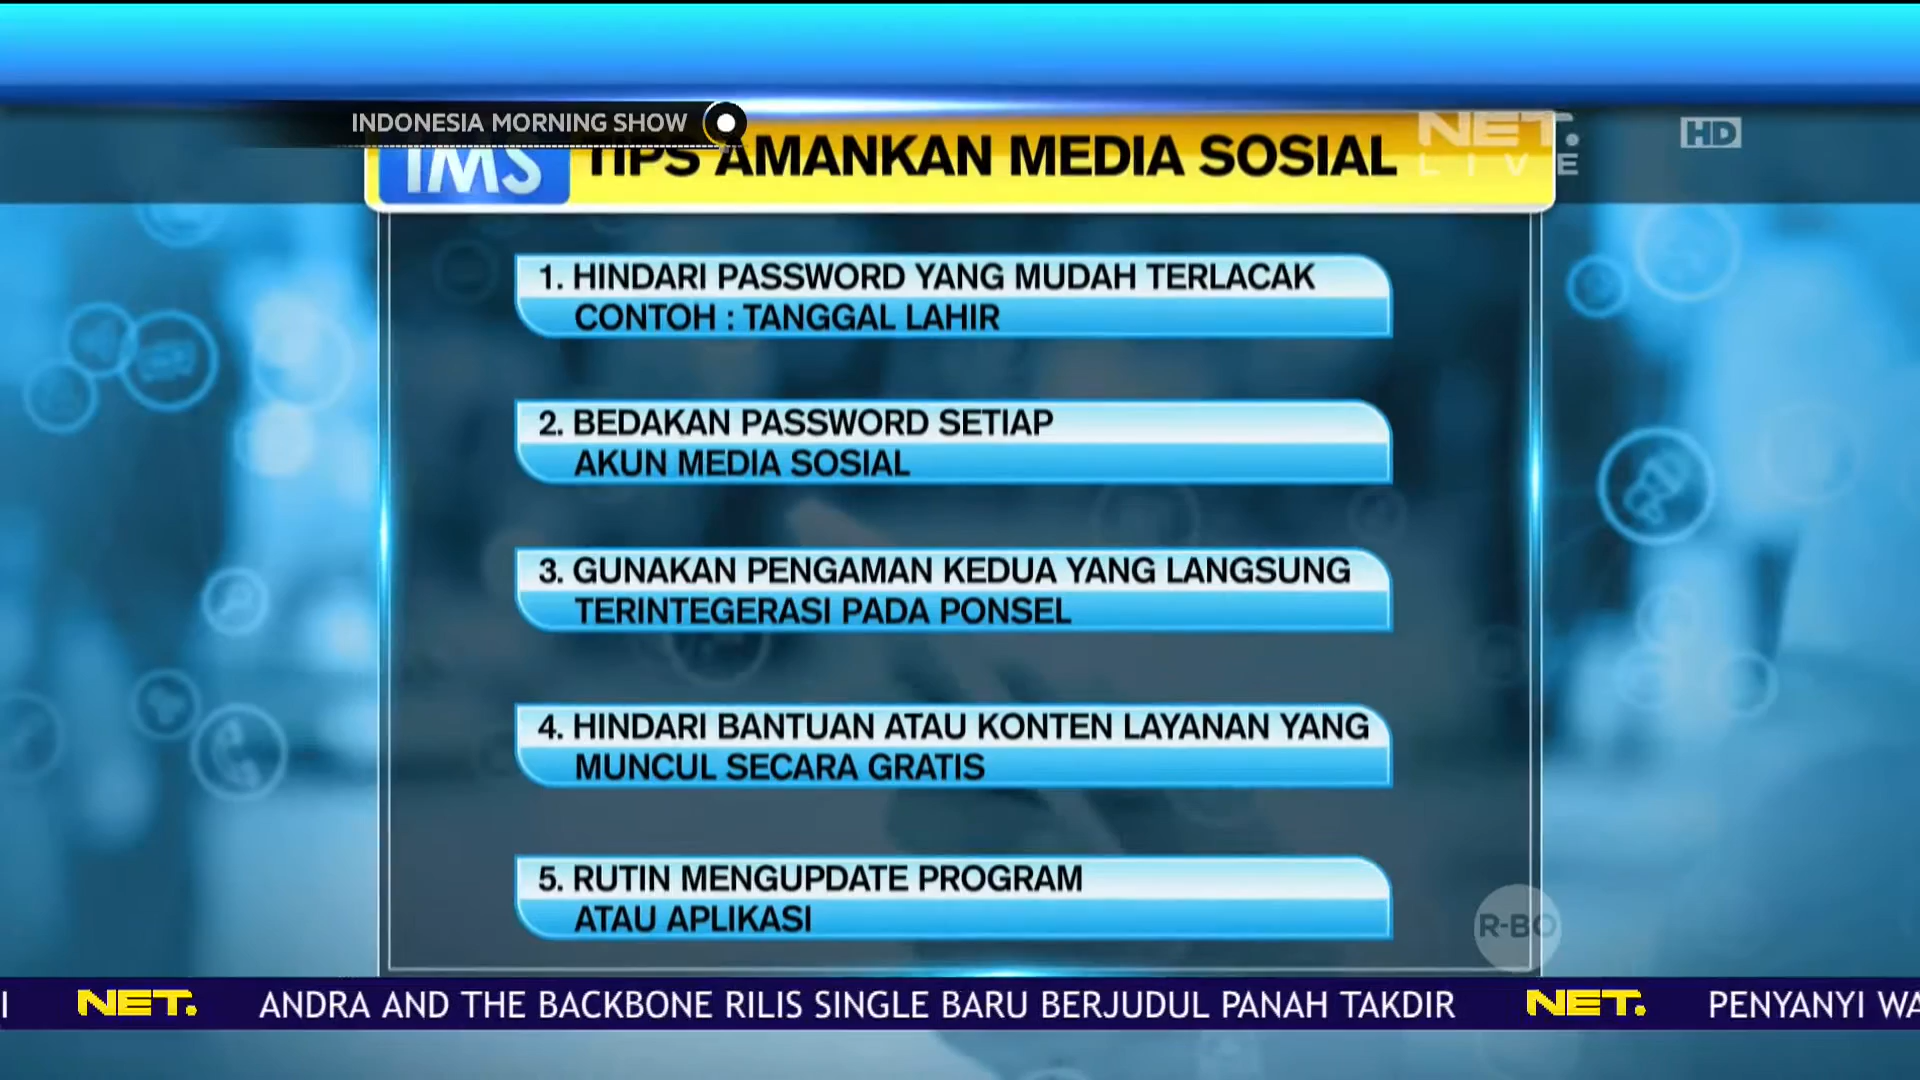 INDONESIA MORNING SHOW
IMS TIPS AMANKAN MEDIA SOSIAL
NET.
LIVE
HD
1. HINDARI PASSWORD YANG MUDAH TERLACAK
CONTOH : TANGGAL LAHIR
2. BEDAKAN PASSWORD SETIAP
AKUN MEDIA SOSIAL
3. GUNAKAN PENGAMAN KEDUA YANG LANGSUNG
TERINTEGERASI PADA PONSEL
4. HINDARI BANTUAN ATAU KONTEN LAYANAN YANG
MUNCUL SECARA GRATIS
5. RUTIN MENGUPDATE PROGRAM
ATAU APLIKASI
R-BO
NET. ANDRA AND THE BACKBONE RILIS SINGLE BARU BERJUDUL PANAH TAKDIR NET. PENYANYI